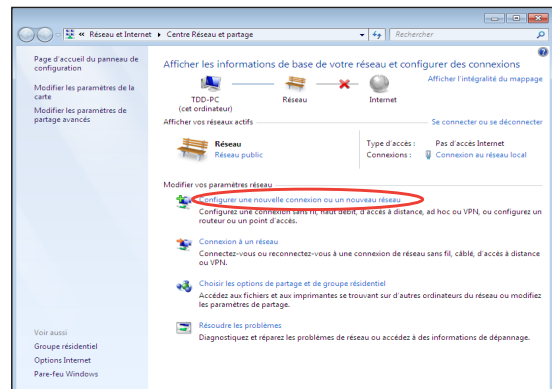 « Réseau et Internet ▸ Centre Réseau et partage
Rechercher
Page d'accueil du panneau de
configuration
Modifier les paramètres de la
carte
Modifier les paramètres de
partage avancés
Voir aussi
Groupe résidentiel
Options Internet
Pare-feu Windows
Afficher les informations de base de votre réseau et configurer des connexions
Afficher l'intégralité du mappage
TDD-PC
(cet ordinateur)
Réseau
Internet
Afficher vos réseaux actifs
Se connecter ou se déconnecter
Réseau
Réseau public
Type d'accès : Pas d'accès Internet
Connexions : Connexion au réseau local
Modifier vos paramètres réseau
Configurer une nouvelle connexion ou un nouveau réseau
Configurez une connexion sans fil, haut débit, d'accès à distance, ad hoc ou VPN, ou configurez un
routeur ou un point d'accès.
Connexion à un réseau
Connectez-vous ou reconnectez-vous à une connexion de réseau sans fil, câblé, d'accès à distance
ou VPN.
Choisir les options de partage et de groupe résidentiel
Accédez aux fichiers et aux imprimantes se trouvant sur d'autres ordinateurs du réseau ou modifiez
les paramètres de partage.
Résoudre les problèmes
Diagnostiquez et réparez les problèmes de réseau ou accédez à des informations de dépannage.